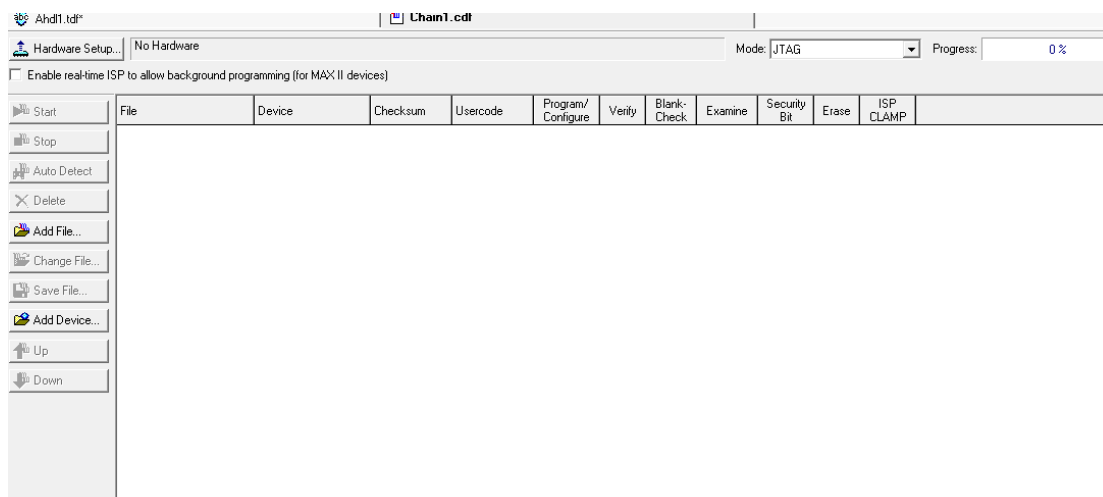 Ahdl1.tdf* Chain1.cdf
Hardware Setup... No Hardware Mode: JTAG Progress: 0 %
Enable real-time ISP to allow background programming (for MAX II devices)
Start File Device Checksum Usercode Program/ Configure Verify Blank- Check Examine Security Bit Erase ISP CLAMP
Stop
Auto Detect
Delete
Add File...
Change File...
Save File...
Add Device...
Up
Down